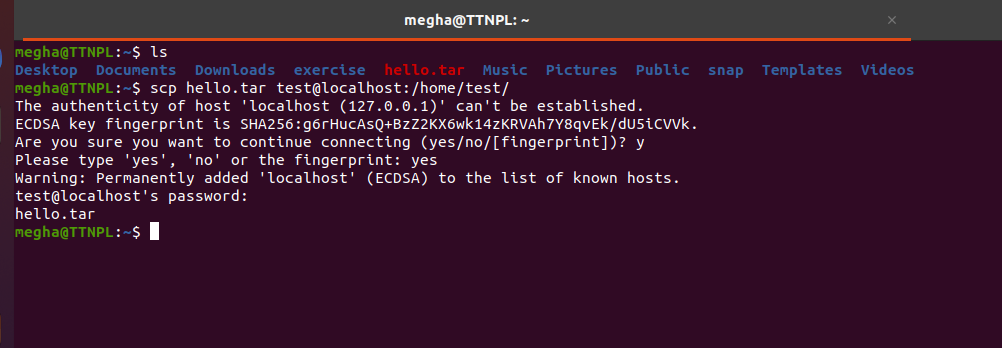 megha@TTNPL: ~ ×
megha@TTNPL:~$ ls
Desktop Documents Downloads exercise hello.tar Music Pictures Public snap Templates Videos
megha@TTNPL:~$ scp hello.tar test@localhost:/home/test/
The authenticity of host 'localhost (127.0.0.1)' can't be established.
ECDSA key fingerprint is SHA256:g6rHucAsQ+BzZ2KX6wk14zKRVAh7Y8qvEk/dU5iCVVk.
Are you sure you want to continue connecting (yes/no/[fingerprint])? y
Please type 'yes', 'no' or the fingerprint: yes
Warning: Permanently added 'localhost' (ECDSA) to the list of known hosts.
test@localhost's password:
hello.tar
megha@TTNPL:~$